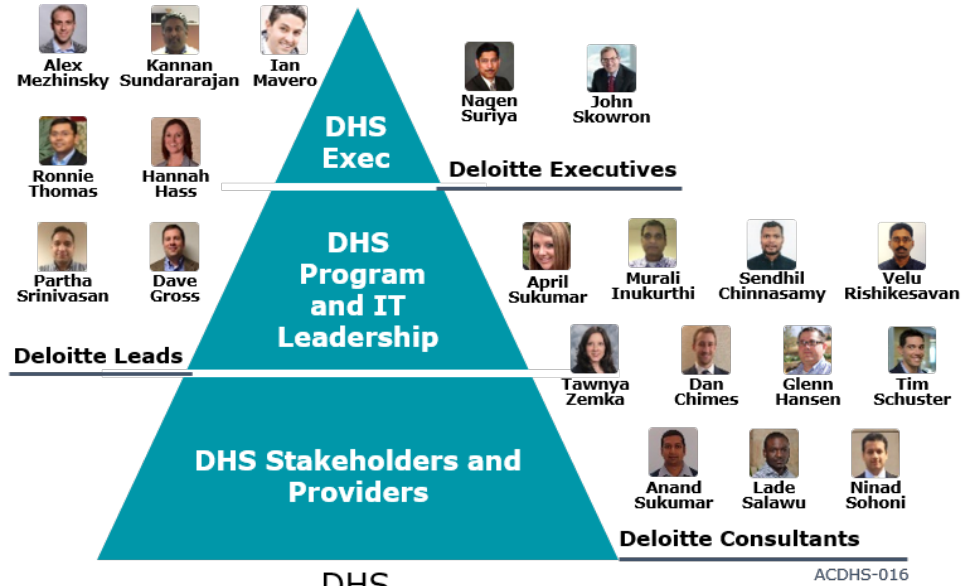 Alex
Mezhinsky
Kannan
Sundararajan
Ian
Mavero
Naqen
Suriya
John
Skowron
DHS
Exec
Ronnie
Thomas
Hannah
Hass
Deloitte Executives
DHS
Program
and IT
Leadership
Partha
Srinivasan
Dave
Gross
April
Sukumar
Murali
Inukurthi
Sendhil
Chinnasamy
Velu
Rishikesavan
Deloitte Leads
Tawnya
Zemka
Dan
Chimes
Glenn
Hansen
Tim
Schuster
DHS Stakeholders and
Providers
Anand
Sukumar
Lade
Salawu
Ninad
Sohoni
Deloitte Consultants
DHS
ACDHS-016